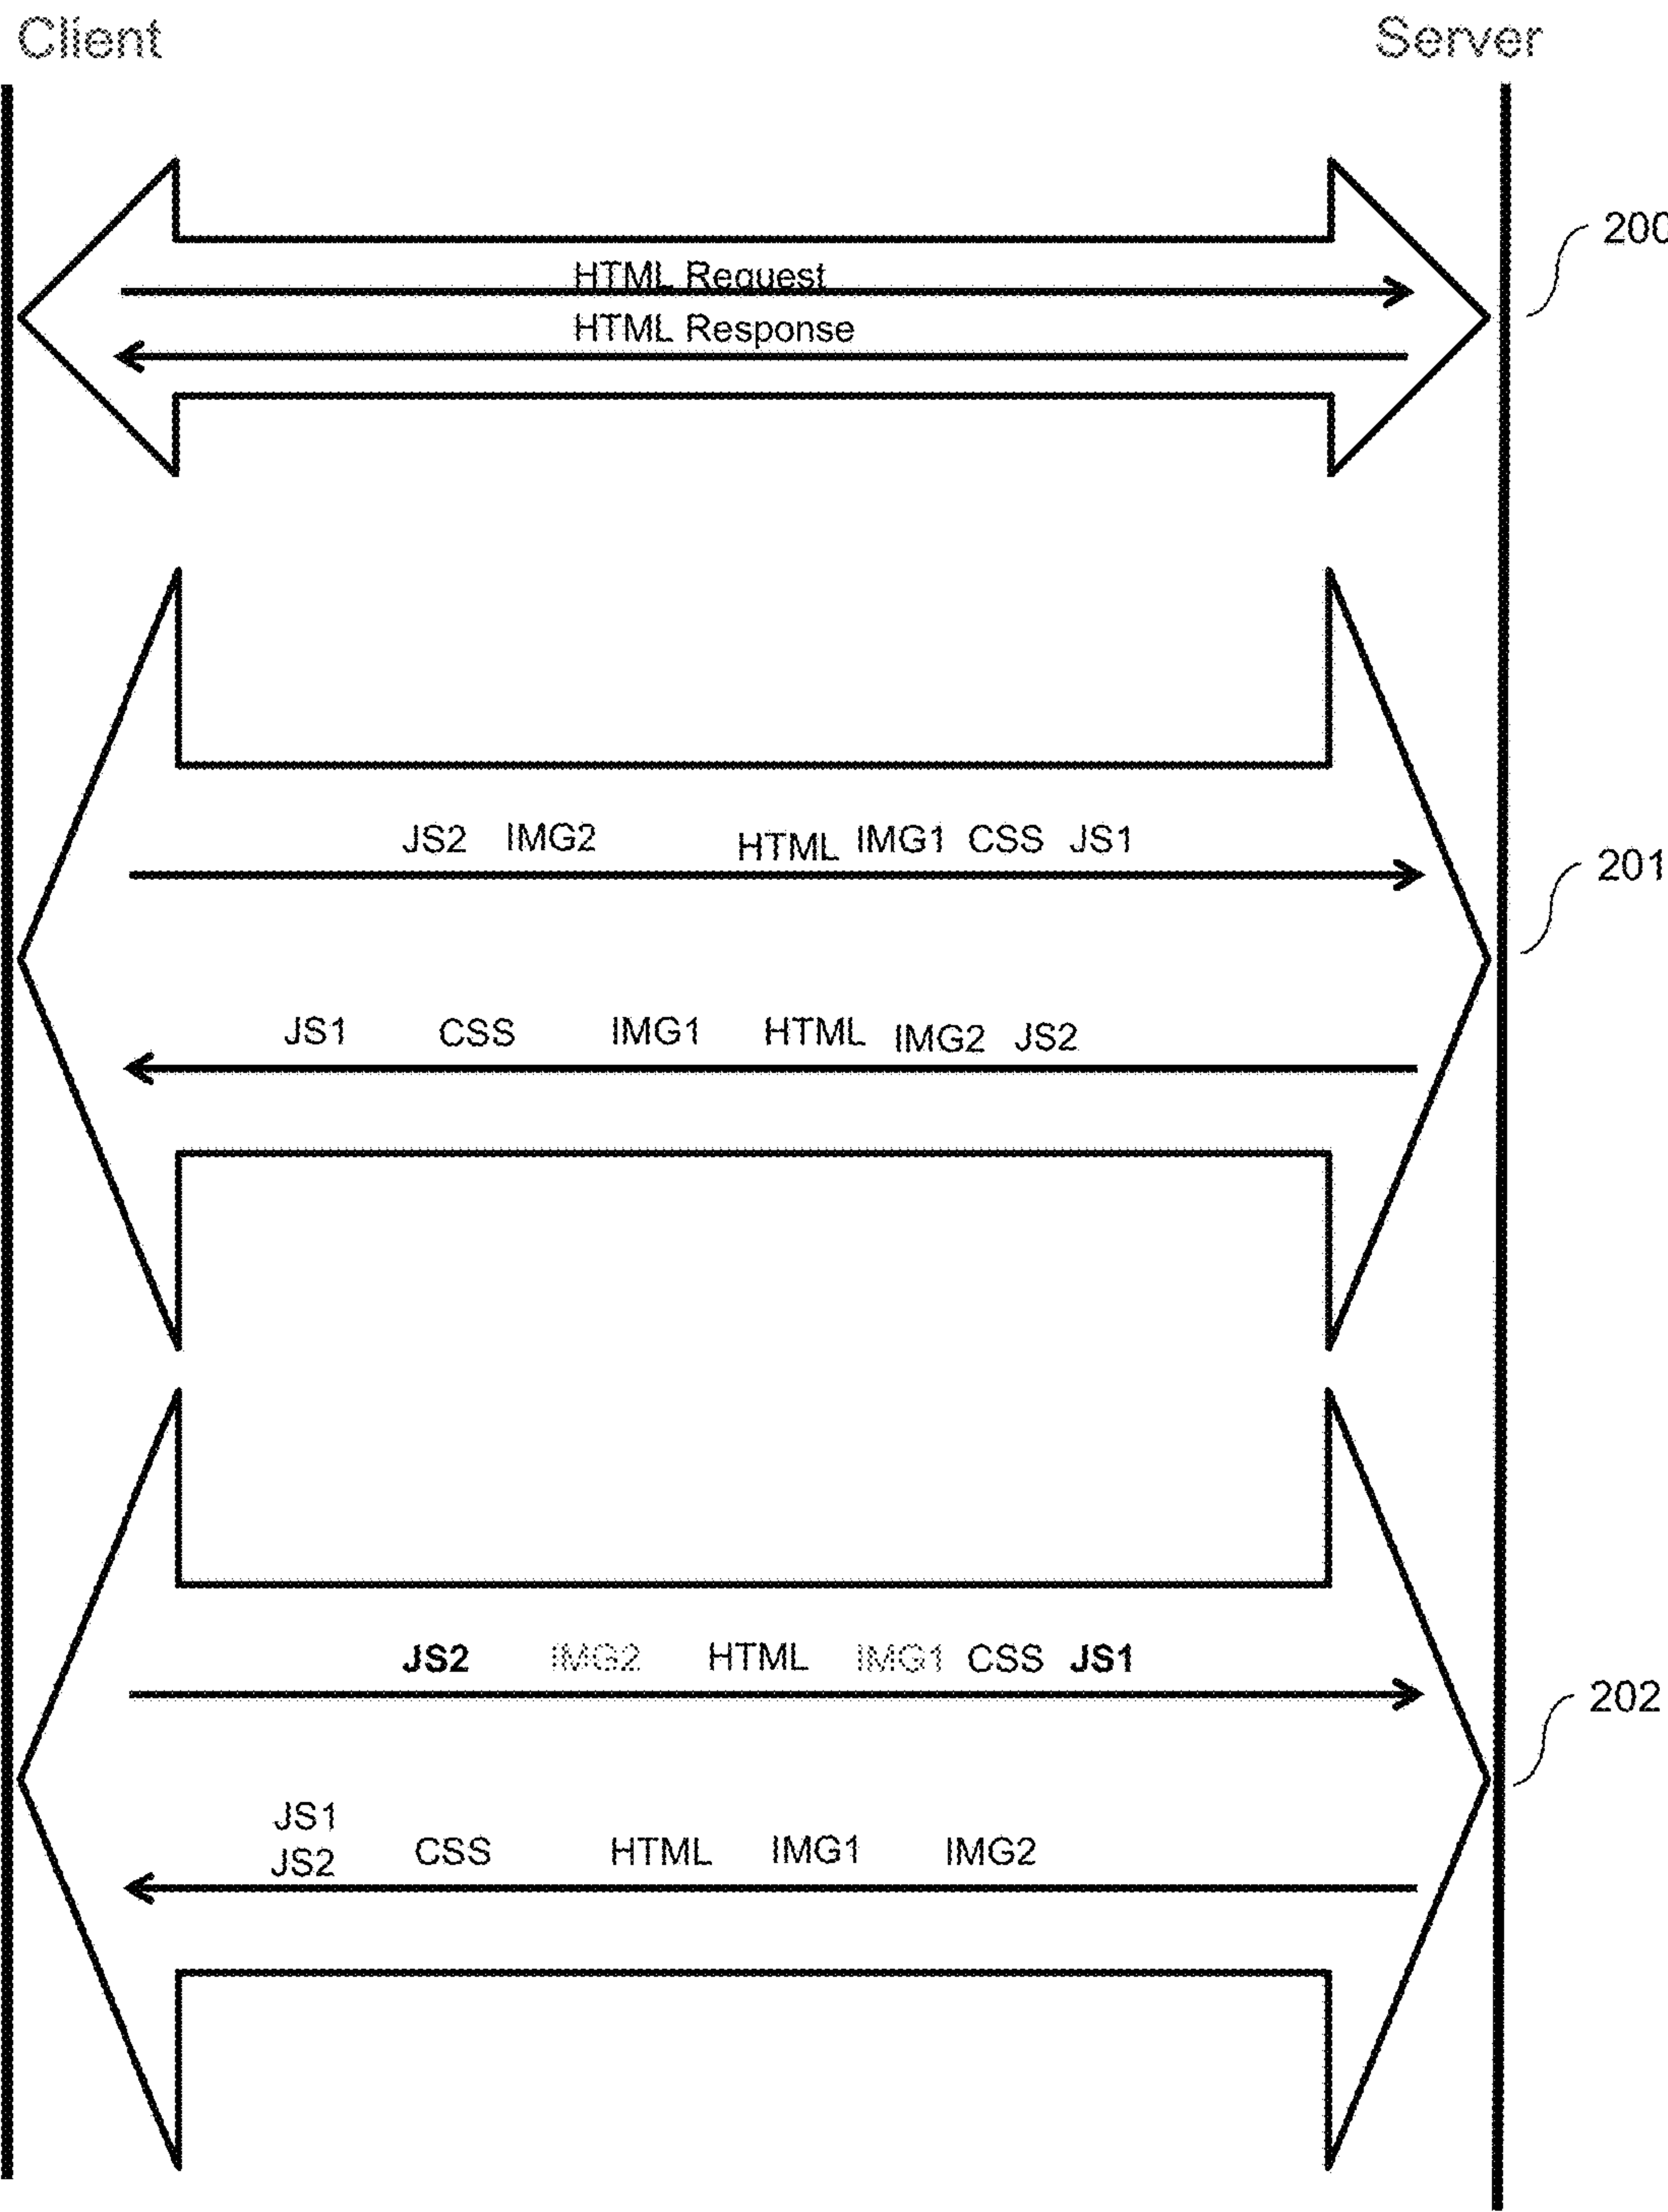 Client Server
200
HTML Request
HTML Response
JS2 IMG2 HTML IMG1 CSS JS1
201
JS1 CSS IMG1 HTML IMG2 JS2
JS2 IMG2 HTML IMG1 CSS JS1
202
JS1
JS2 CSS HTML IMG1 IMG2